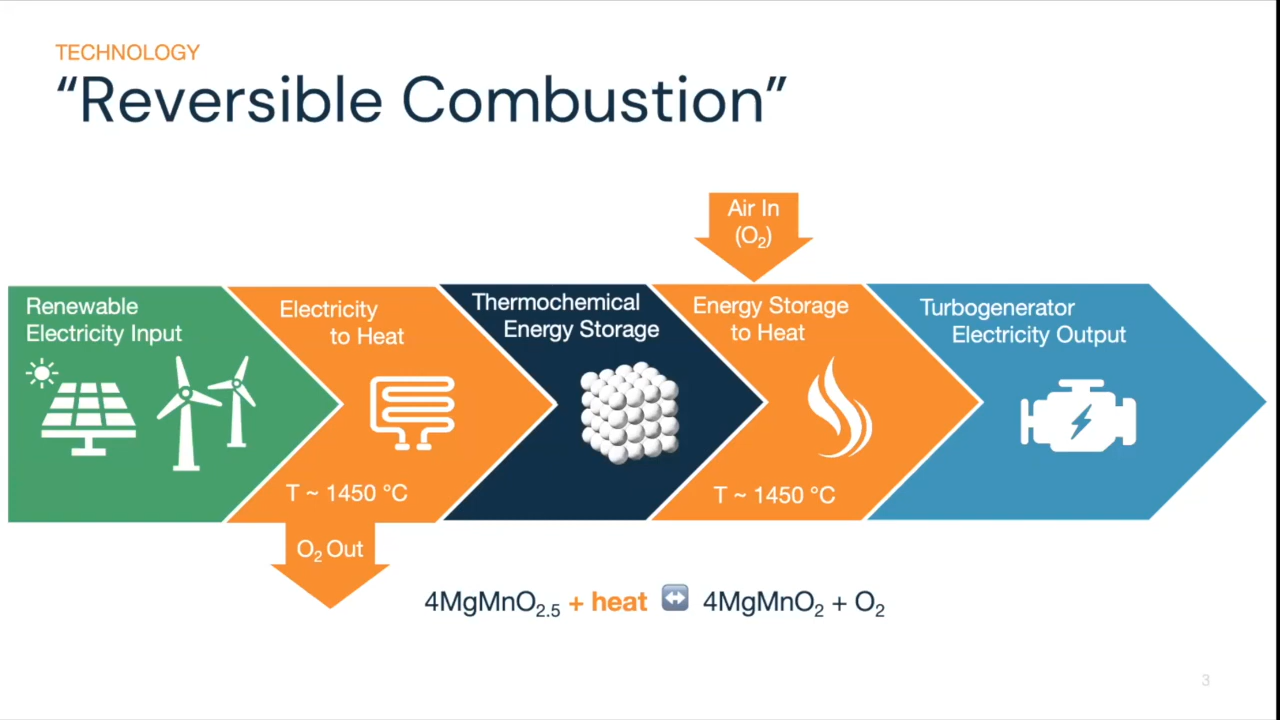 TECHNOLOGY
“Reversible Combustion”
Air In
(O₂)
Renewable
Electricity Input
Electricity
to Heat
T ~ 1450 °C
O₂ Out
Thermochemical
Energy Storage
Energy Storage
to Heat
T ~ 1450 °C
Turbogenerator
Electricity Output
4MgMnO₂.₅ + heat ↔ 4MgMnO₂ + O₂
3